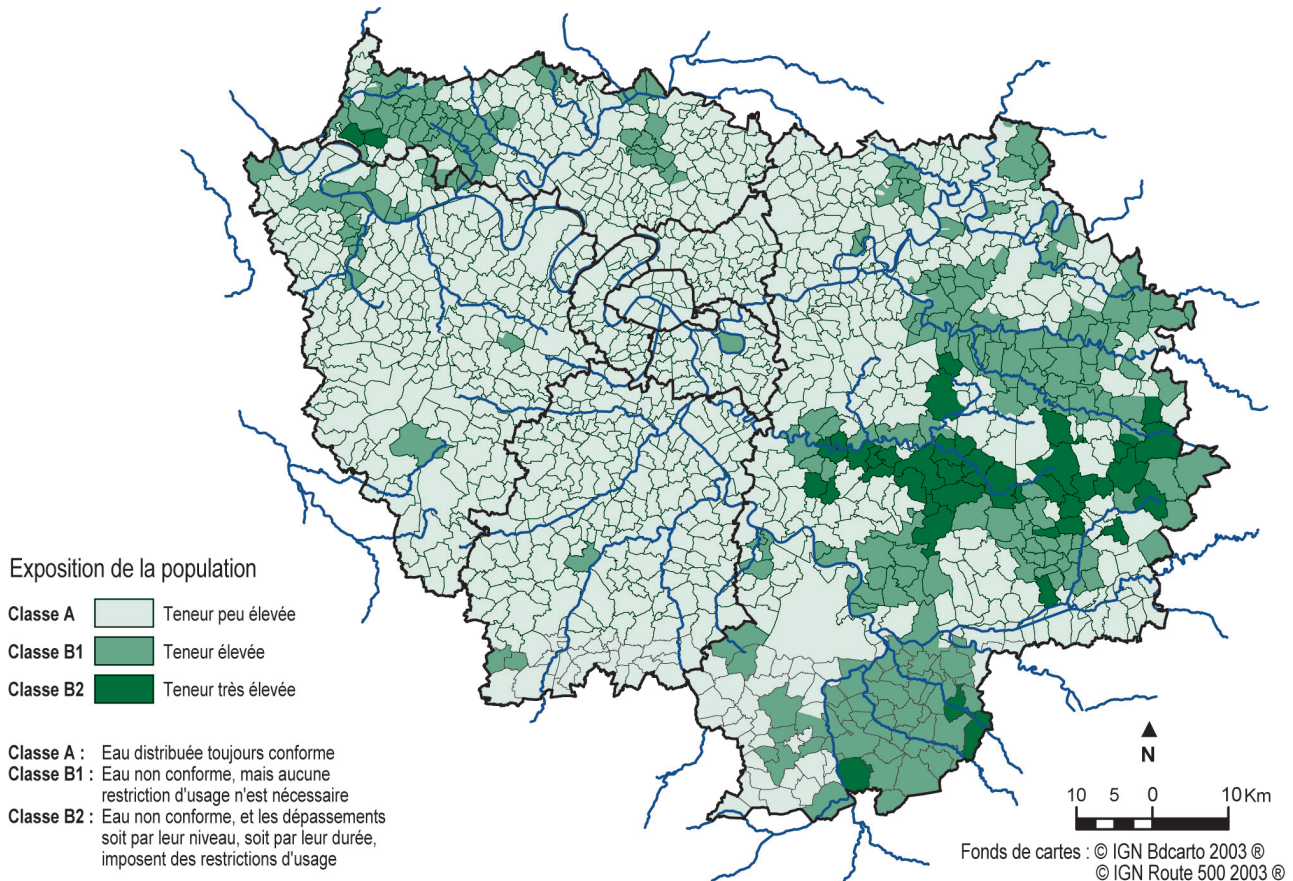 Exposition de la population
Classe A Teneur peu élevée
Classe B1 Teneur élevée
Classe B2 Teneur très élevée
Classe A : Eau distribuée toujours conforme
Classe B1 : Eau non conforme, mais aucune
restriction d'usage n'est nécessaire
Classe B2 : Eau non conforme, et les dépassements
soit par leur niveau, soit par leur durée,
imposent des restrictions d'usage
N
10 5 0 10 Km
Fonds de cartes : © IGN Bdcarto 2003 ®
© IGN Route 500 2003 ®